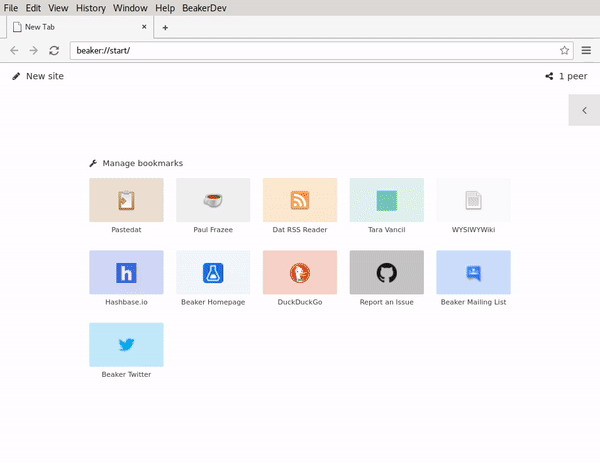 File Edit View History Window Help BeakerDev
New Tab × +
beaker://start/
New site 1 peer
Manage bookmarks
Pastedat Paul Frazee Dat RSS Reader Tara Vancil WYSIWYWiki
h
Hashbase.io Beaker Homepage DuckDuckGo Report an Issue Beaker Mailing List
Beaker Twitter